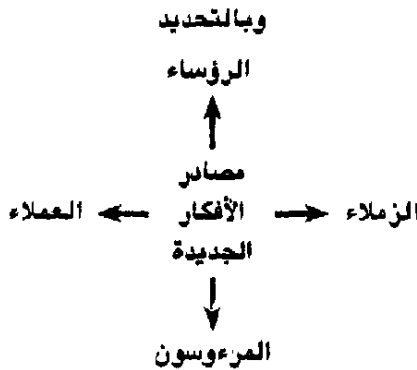 وبالتحديد
الرؤساء
مصادر
الزملاء الأفكار العملاء
الجديدة
المرءوسون